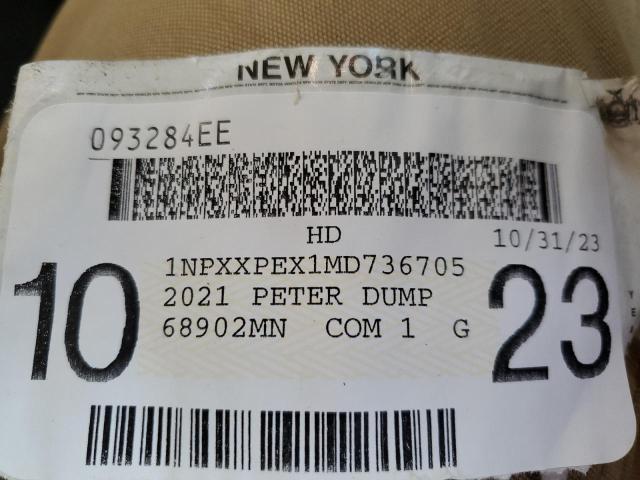 NEW YORK
093284EE
HD
10/31/23
10
1NPXXPEX1MD736705
2021 PETER DUMP
68902MN COM 1 G
23